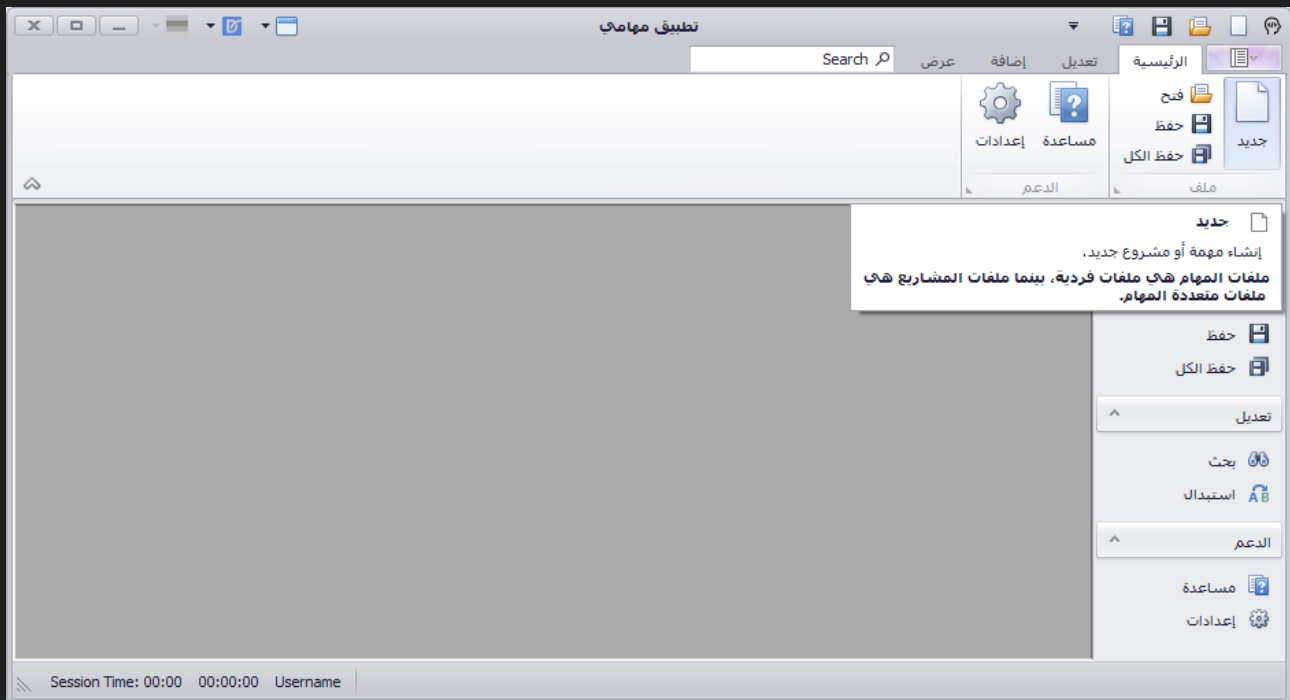 تطبيق مهامي
الرئيسية
تعديل
إضافة
عرض
Search
جديد
فتح
حفظ
حفظ الكل
ملف
مساعدة
إعدادات
الدعم
جديد
إنشاء مهمة أو مشروع جديد.
ملفات المهام هي ملفات فردية، بينما ملفات المشاريع هي
ملفات متعددة المهام.
حفظ
حفظ الكل
تعديل
بحث
استبدال
الدعم
مساعدة
إعدادات
Session Time: 00:00 00:00:00 Username